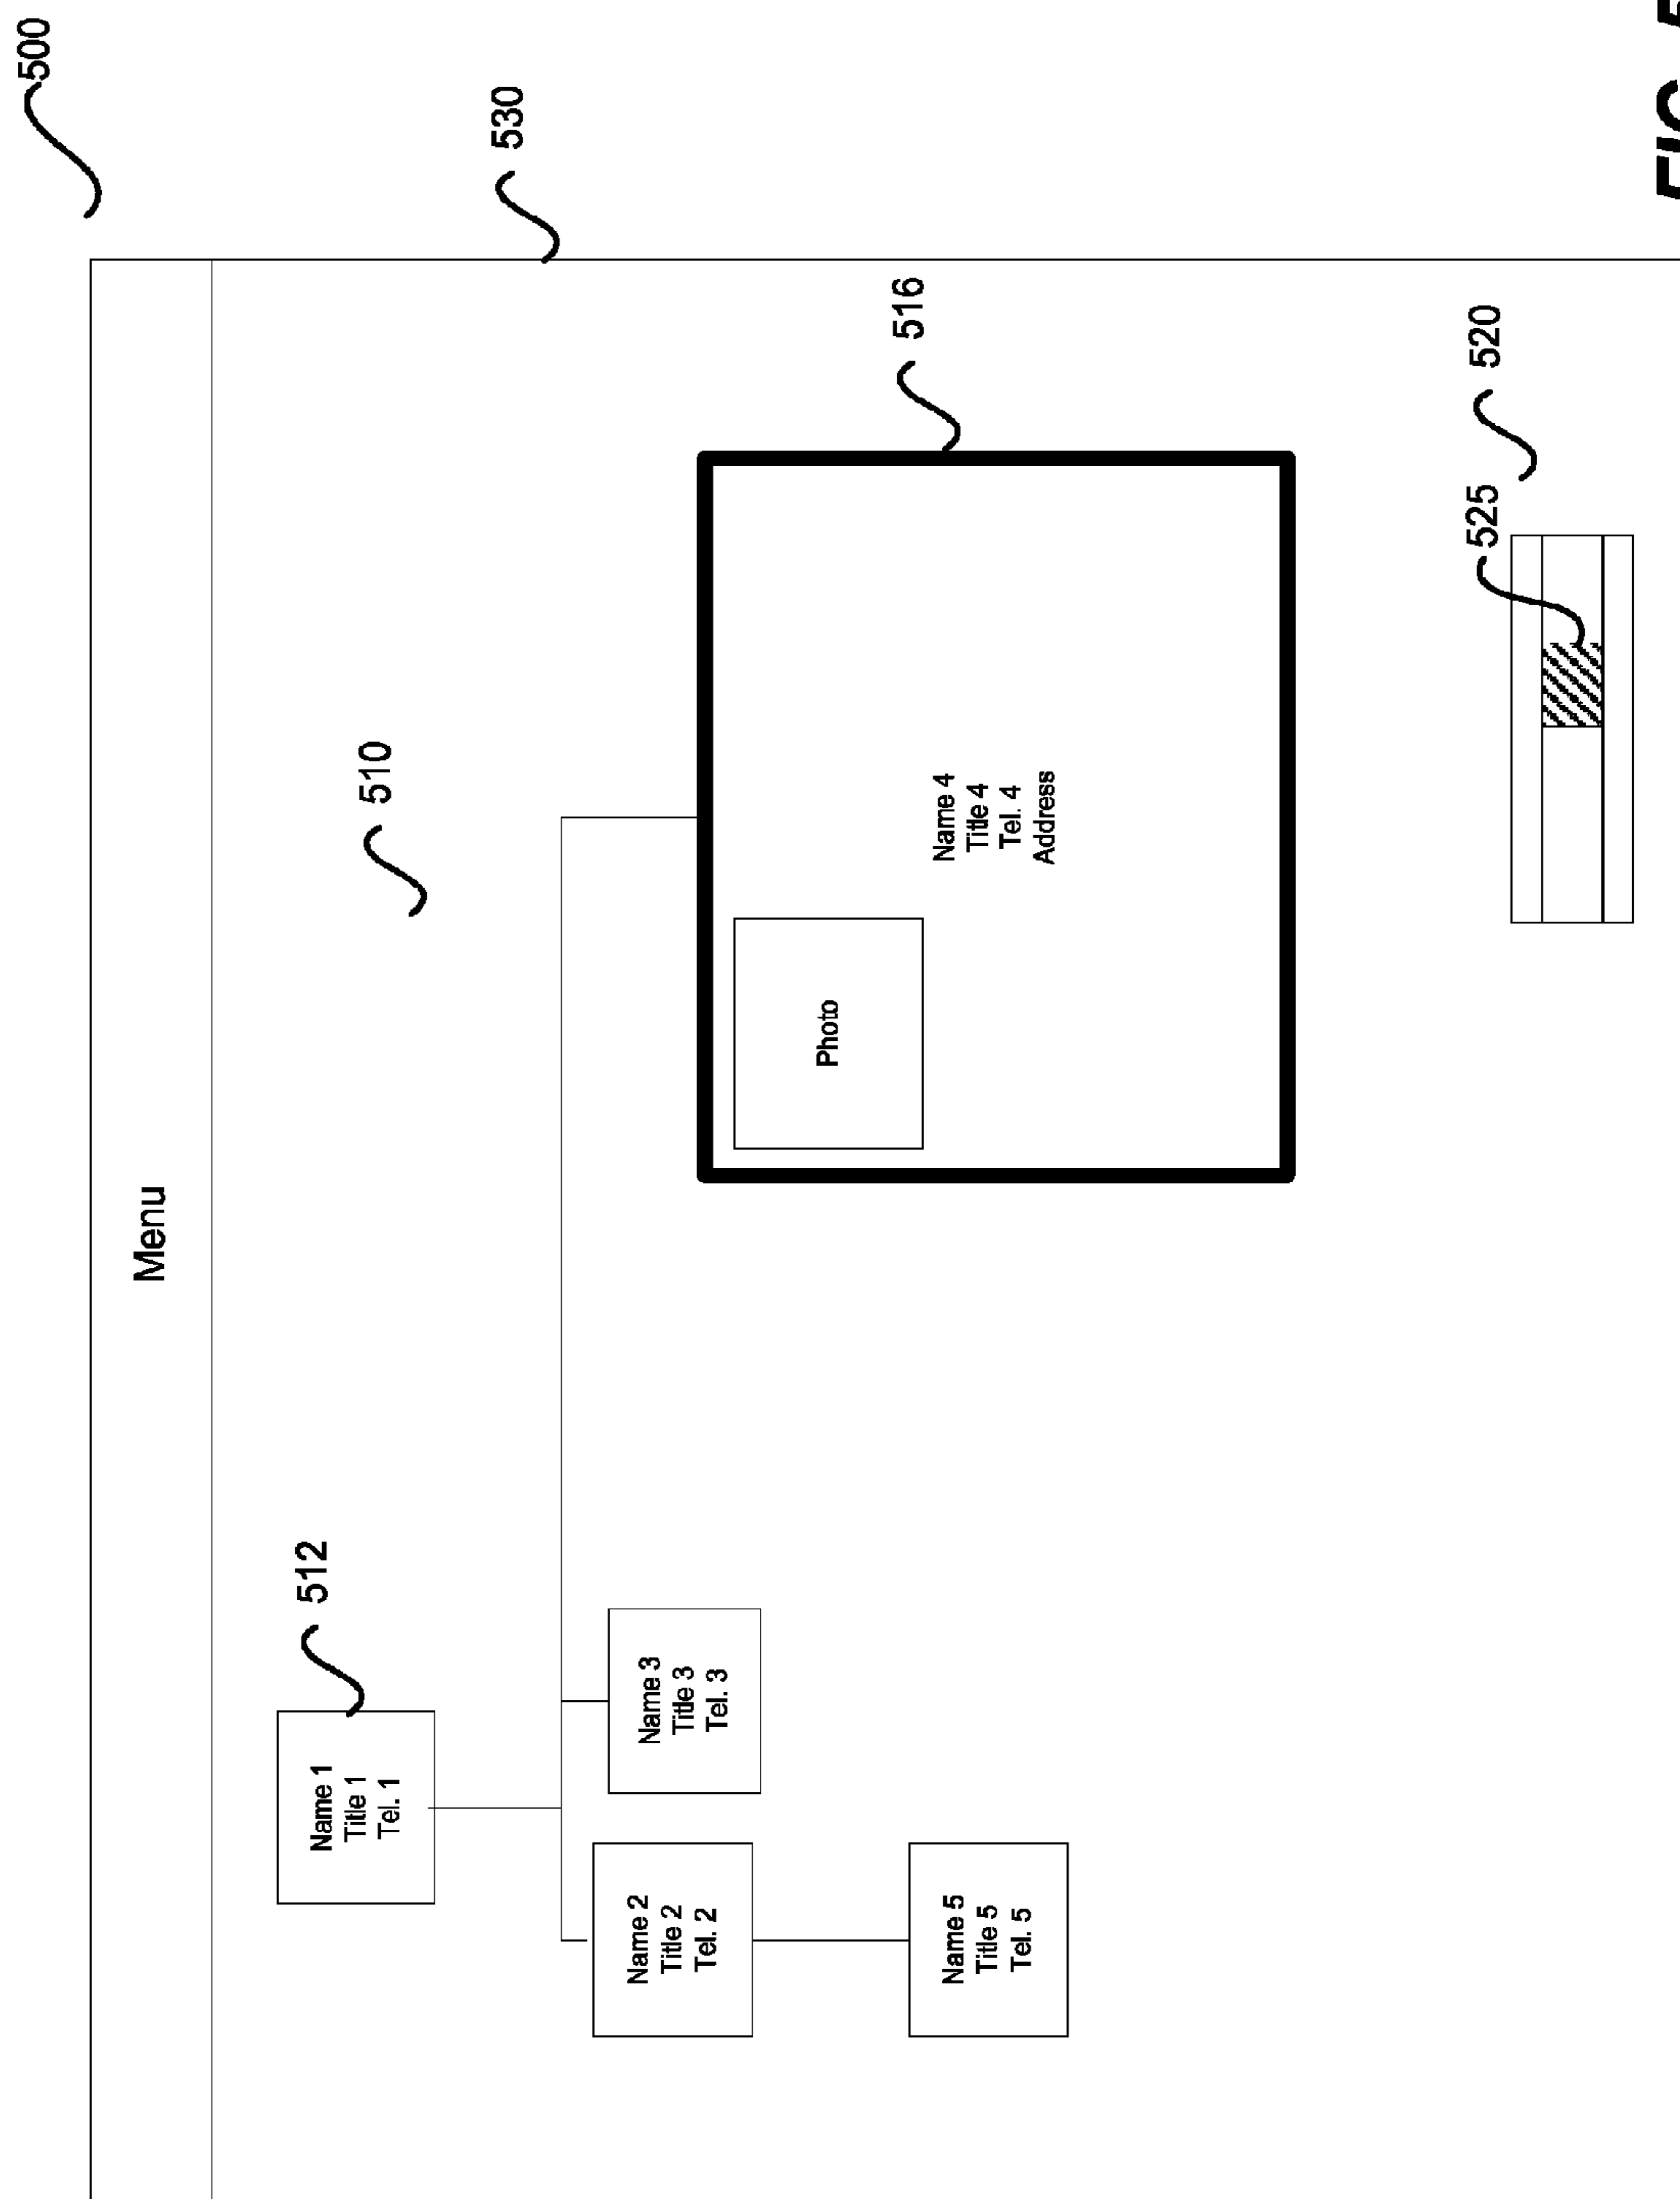 500
Menu
530
Name 1
Title 1
Tel. 1
512
510
Name 2
Title 2
Tel. 2
Name 3
Title 3
Tel. 3
516
Photo
Name 4
Title 4
Tel. 4
Address
Name 5
Title 5
Tel. 5
525
520
FIG. 5